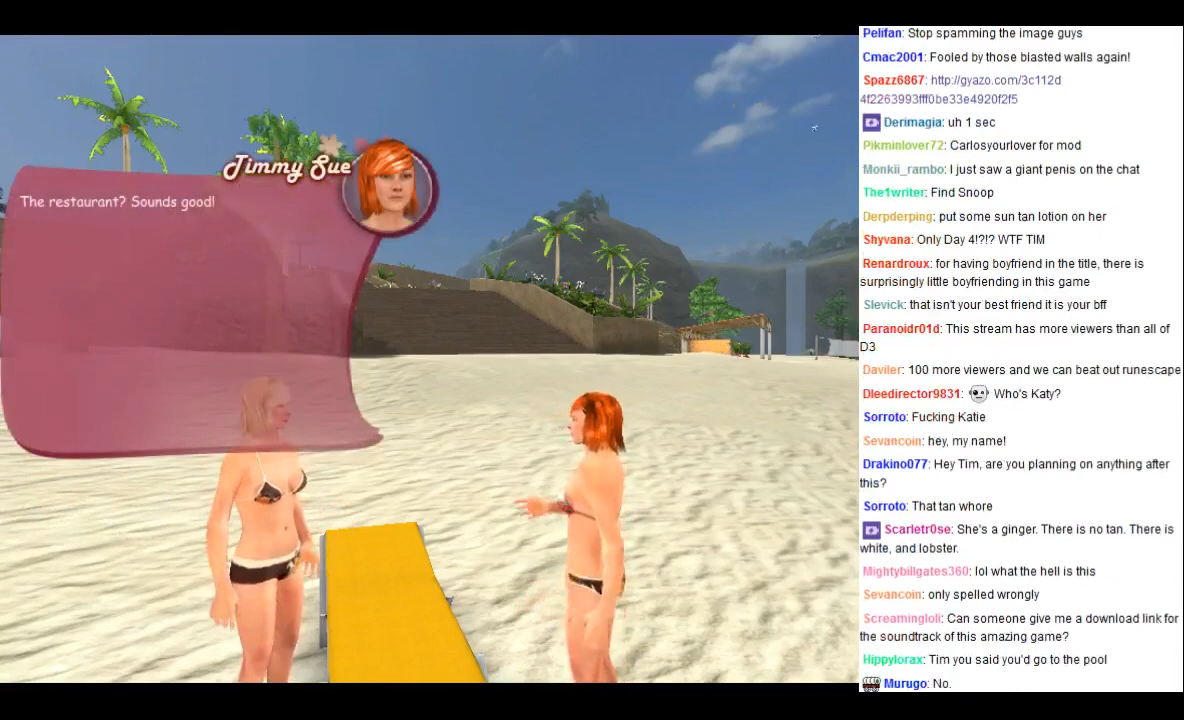 Jimmy Sue
The restaurant? Sounds good!
Pelifan: Stop spamming the image guys
Cmac2001: Fooled by those blasted walls again!
Spazz6867: http://gyazo.com/3c112d
4f2263993fff0be33e4920f2f5
Derimagia: uh 1 sec
Pikminlover72: Carlosyourlover for mod
Monkii_rambo: I just saw a giant penis on the chat
The1writer: Find Snoop
Derpderping: put some sun tan lotion on her
Shyvana: Only Day 4!?!? WTF TIM
Renardroux: for having boyfriend in the title, there is
surprisingly little boyfriending in this game
Slevick: that isn't your best friend it is your bff
Paranoidr01d: This stream has more viewers than all of
D3
Daviler: 100 more viewers and we can beat out runescape
Dleedirector9831: Who's Katy?
Sorroto: Fucking Katie
Sevancoin: hey, my name!
Drakino077: Hey Tim, are you planning on anything after
this?
Sorroto: That tan whore
Scarletr0se: She's a ginger. There is no tan. There is
white, and lobster.
Mightybillgates360: lol what the hell is this
Sevancoin: only spelled wrongly
Screamingloli: Can someone give me a download link for
the soundtrack of this amazing game?
Hippylorax: Tim you said you'd go to the pool
Murugo: No.